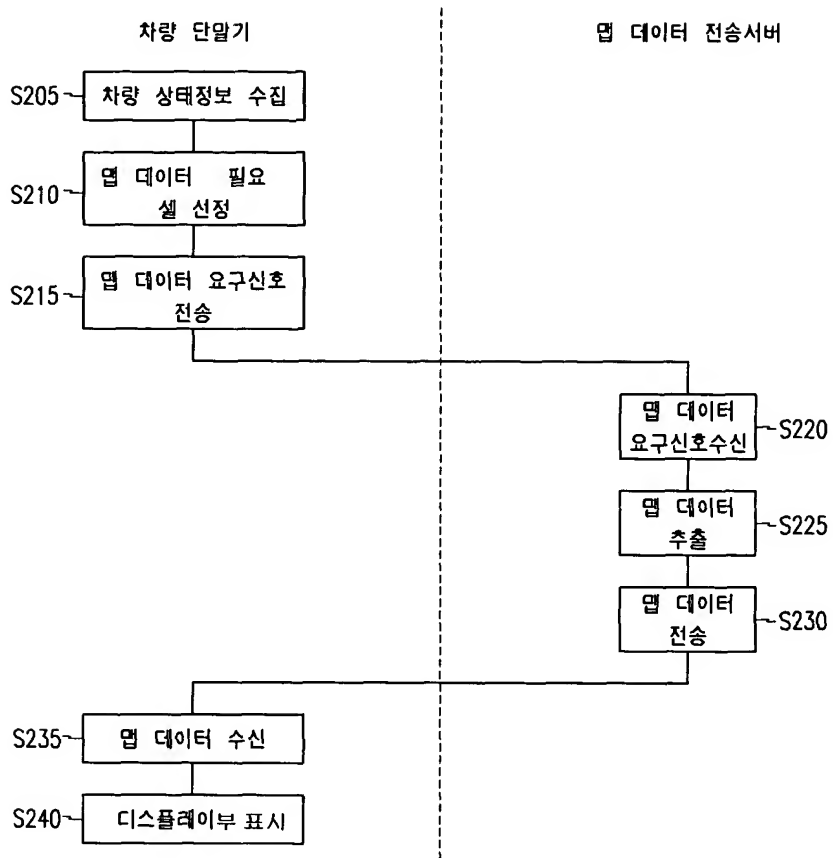 차량 단말기
맵 데이터 전송서버
S205
차량 상태정보 수집
S210
맵 데이터 필요
셀 선정
S215
맵 데이터 요구신호
전송
맵 데이터
요구신호수신
S220
맵 데이터
추출
S225
맵 데이터
전송
S230
S235
맵 데이터 수신
S240
디스플레이부 표시